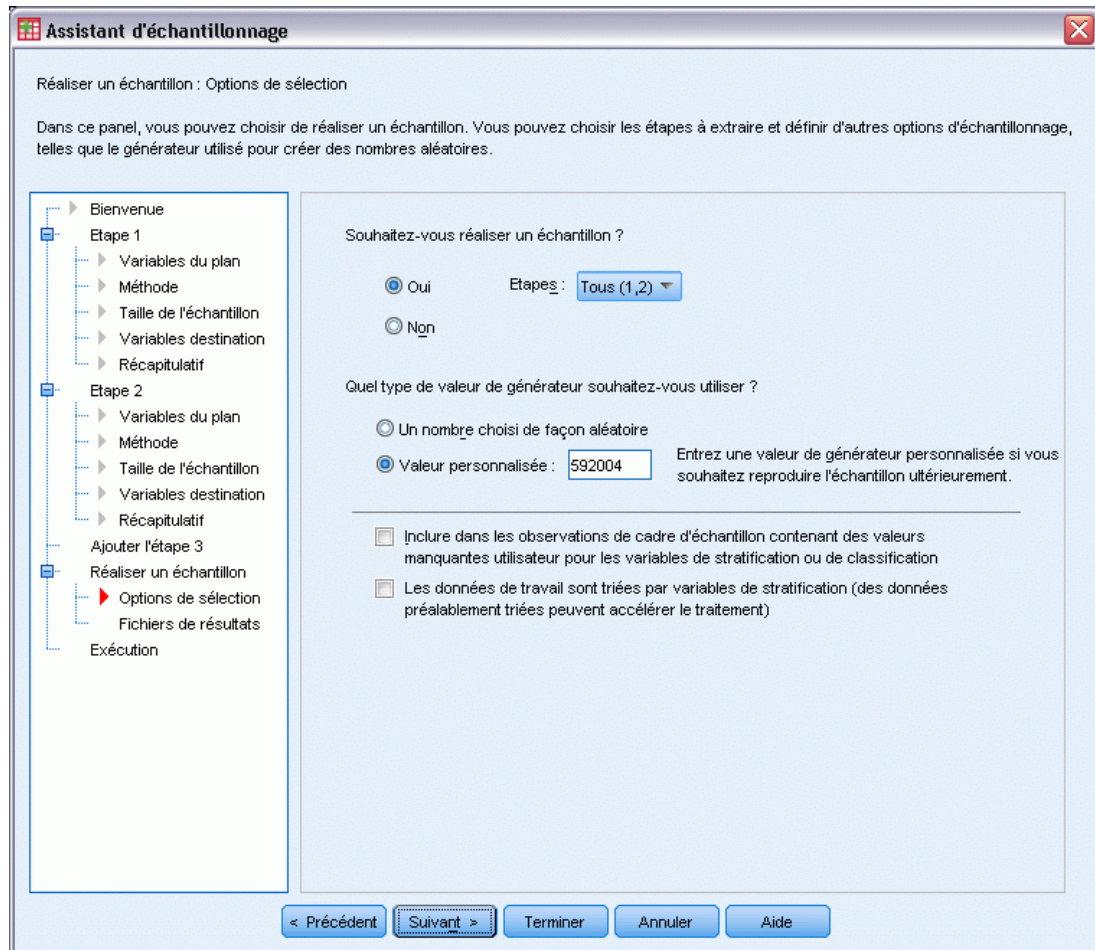 Assistant d'échantillonnage
Réaliser un échantillon : Options de sélection
Dans ce panel, vous pouvez choisir de réaliser un échantillon. Vous pouvez choisir les étapes à extraire et définir d'autres options d'échantillonnage,
telles que le générateur utilisé pour créer des nombres aléatoires.
Bienvenue
Etape 1
Variables du plan
Méthode
Taille de l'échantillon
Variables destination
Récapitulatif
Etape 2
Variables du plan
Méthode
Taille de l'échantillon
Variables destination
Récapitulatif
Ajouter l'étape 3
Réaliser un échantillon
Options de sélection
Fichiers de résultats
Exécution
Souhaitez-vous réaliser un échantillon ?
Oui
Etapes :
Tous (1,2)
Non
Quel type de valeur de générateur souhaitez-vous utiliser ?
Un nombre choisi de façon aléatoire
Valeur personnalisée :
592004
Entrez une valeur de générateur personnalisée si vous
souhaitez reproduire l'échantillon ultérieurement.
Inclure dans les observations de cadre d'échantillon contenant des valeurs
manquantes utilisateur pour les variables de stratification ou de classification
Les données de travail sont triées par variables de stratification (des données
préalablement triées peuvent accélérer le traitement)
< Précédent
Suivant >
Terminer
Annuler
Aide